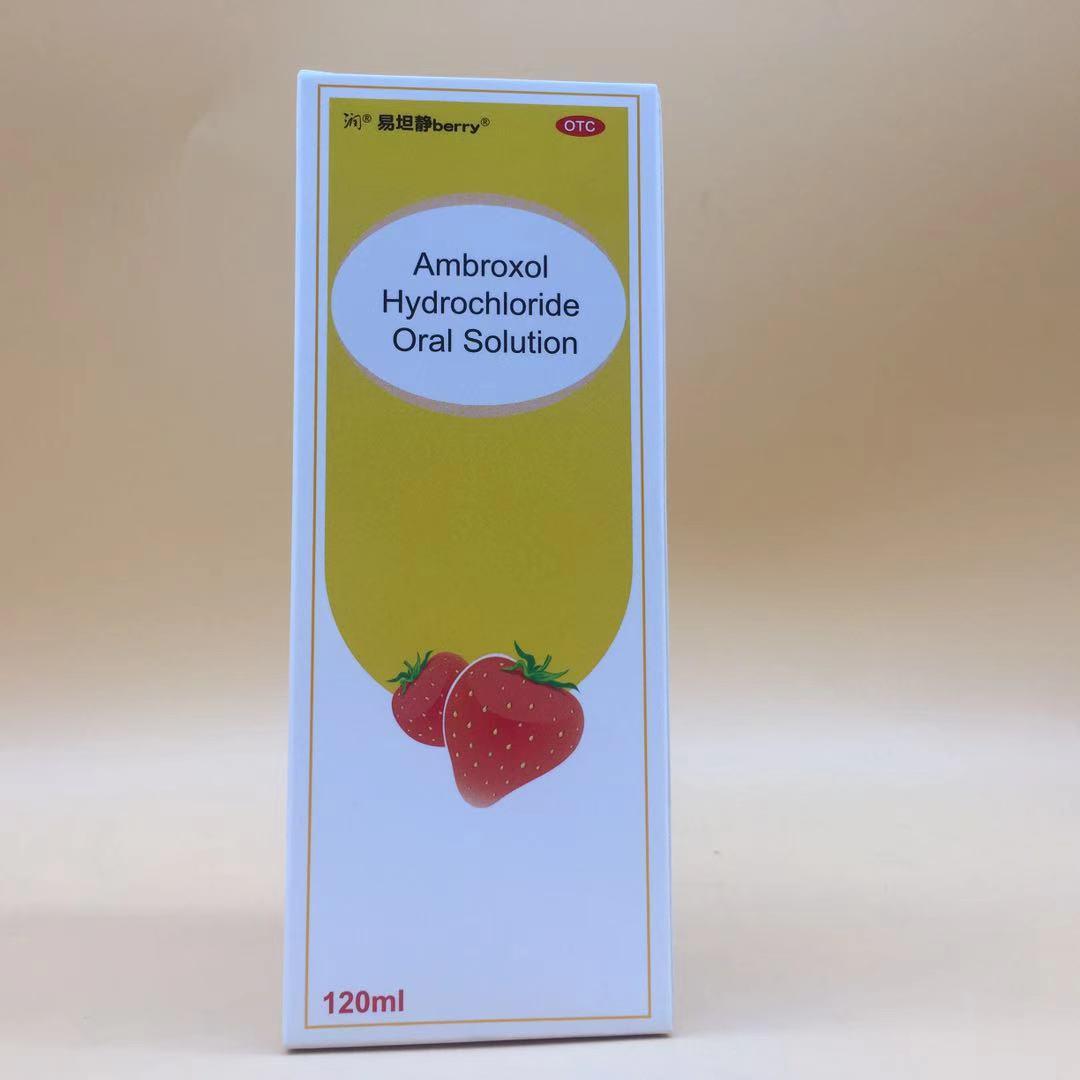 润® 易坦静berry®
OTC
Ambroxol
Hydrochloride
Oral Solution
120ml